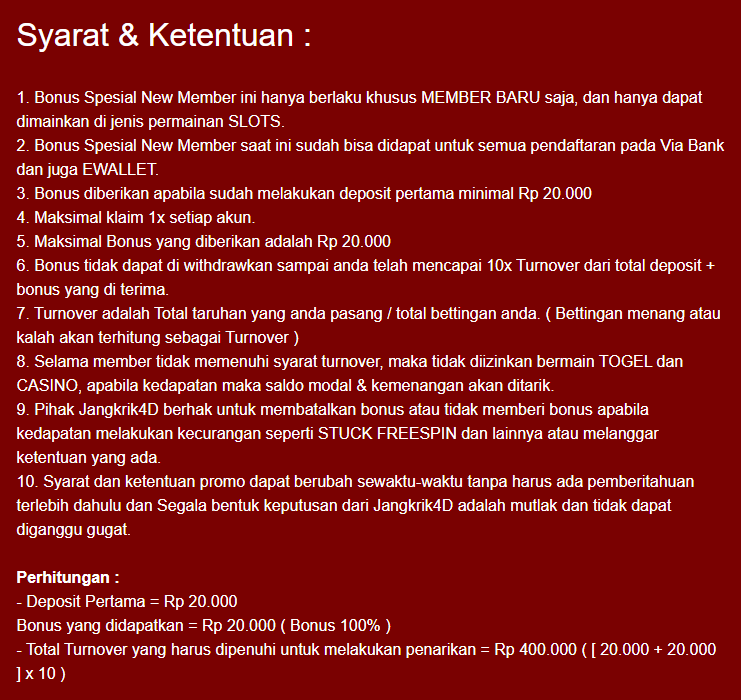 Syarat & Ketentuan :
1. Bonus Spesial New Member ini hanya berlaku khusus MEMBER BARU saja, dan hanya dapat
dimainkan di jenis permainan SLOTS.
2. Bonus Spesial New Member saat ini sudah bisa didapat untuk semua pendaftaran pada Via Bank
dan juga EWALLET.
3. Bonus diberikan apabila sudah melakukan deposit pertama minimal Rp 20.000
4. Maksimal klaim 1x setiap akun.
5. Maksimal Bonus yang diberikan adalah Rp 20.000
6. Bonus tidak dapat di withdrawkan sampai anda telah mencapai 10x Turnover dari total deposit +
bonus yang di terima.
7. Turnover adalah Total taruhan yang anda pasang / total bettingan anda. ( Bettingan menang atau
kalah akan terhitung sebagai Turnover )
8. Selama member tidak memenuhi syarat turnover, maka tidak diizinkan bermain TOGEL dan
CASINO, apabila kedapatan maka saldo modal & kemenangan akan ditarik.
9. Pihak Jangkrik4D berhak untuk membatalkan bonus atau tidak memberi bonus apabila
kedapatan melakukan kecurangan seperti STUCK FREESPIN dan lainnya atau melanggar
ketentuan yang ada.
10. Syarat dan ketentuan promo dapat berubah sewaktu-waktu tanpa harus ada pemberitahuan
terlebih dahulu dan Segala bentuk keputusan dari Jangkrik4D adalah mutlak dan tidak dapat
diganggu gugat.
Perhitungan :
- Deposit Pertama = Rp 20.000
Bonus yang didapatkan = Rp 20.000 ( Bonus 100% )
- Total Turnover yang harus dipenuhi untuk melakukan penarikan = Rp 400.000 ( [ 20.000 + 20.000
] x 10 )